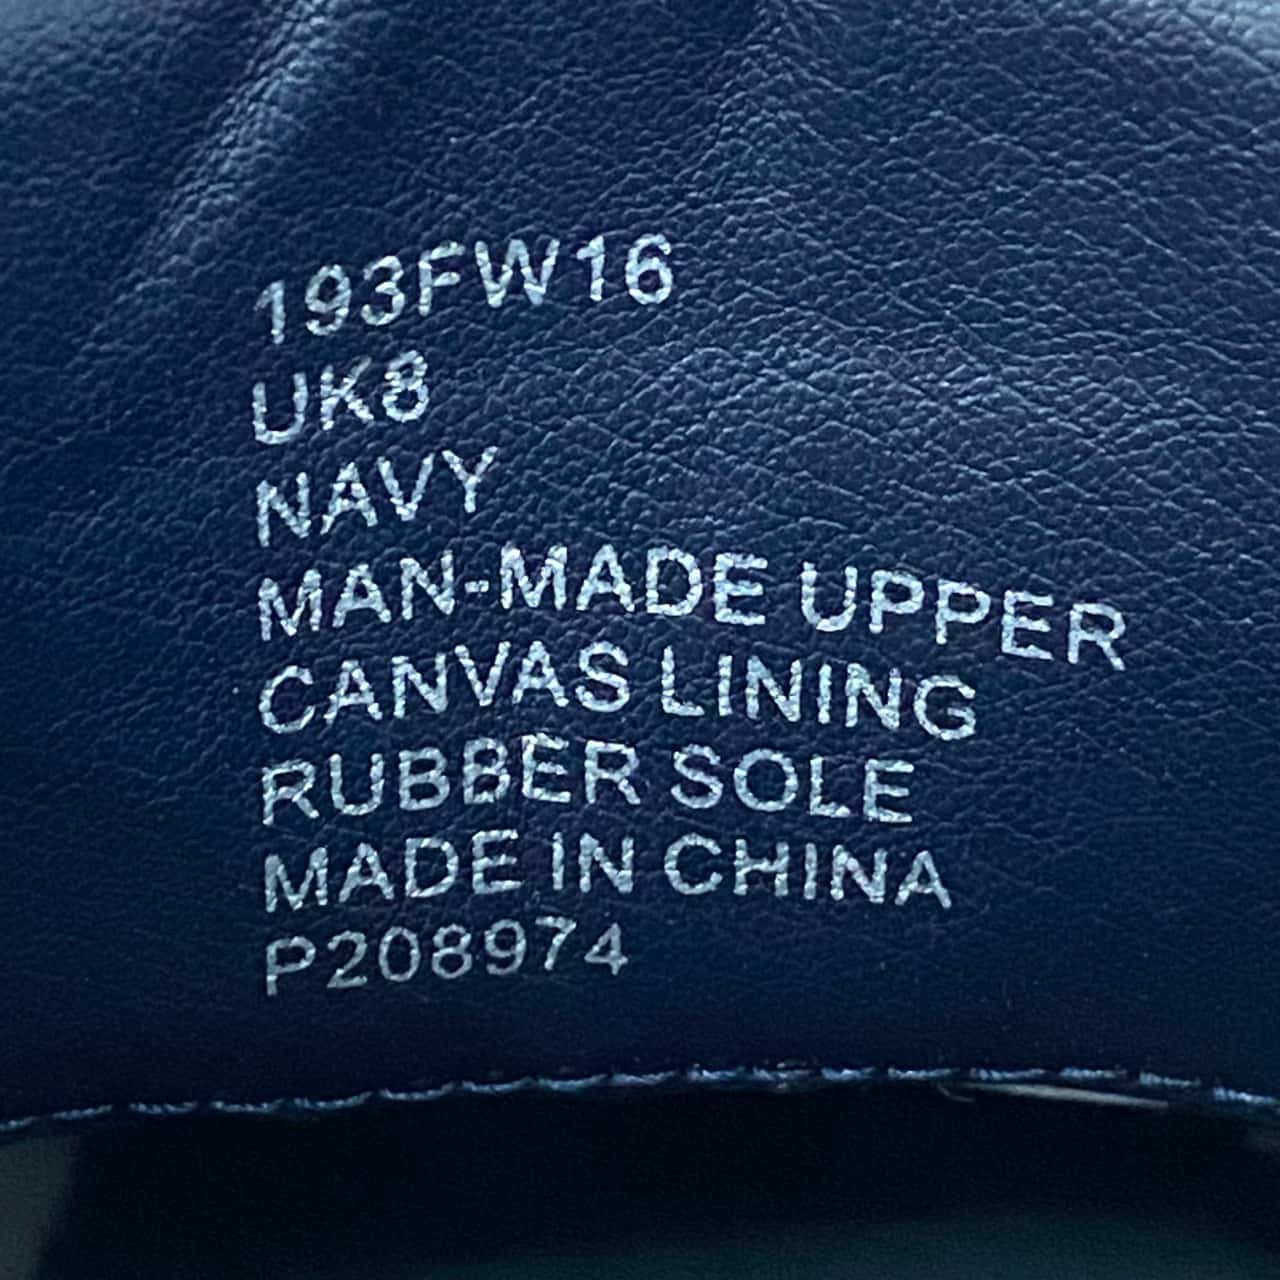 193FW16
UK8
NAVY
MAN-MADE UPPER
CANVAS LINING
RUBBER SOLE
MADE IN CHINA
P208974